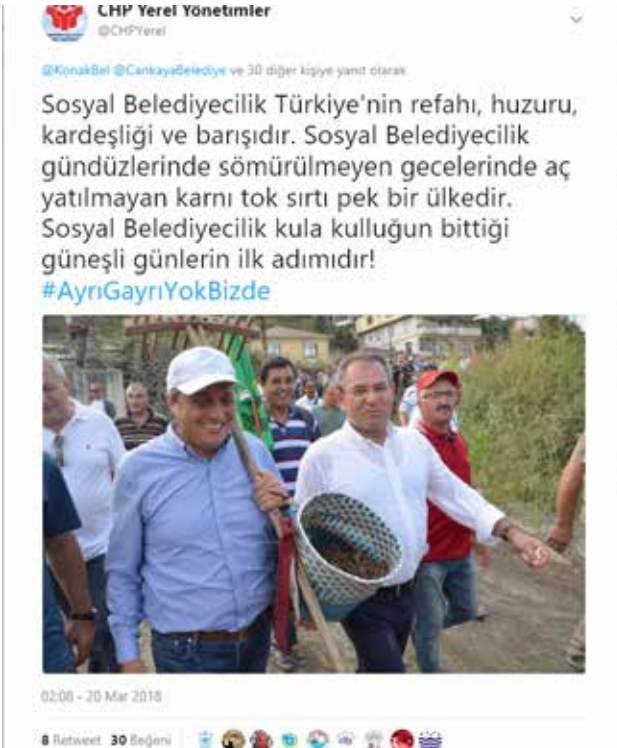 CHP Yerel Yönetimler
@CHPYerel
@KonakBel @CankayaBelediye ve 30 diğer kişiye yanıt olarak
Sosyal Belediyecilik Türkiye'nin refahı, huzuru,
kardeşliği ve barışıdır. Sosyal Belediyecilik
gündüzlerinde sömürülmeyen gecelerinde aç
yatılmayan karnı tok sırtı pek bir ülkedir.
Sosyal Belediyecilik kula kulluğun bittiği
güneşli günlerin ilk adımıdır!
#AyrıGayrıYokBizde
02:08 - 20 Mar 2018
8 Retweet 30 Beğeni